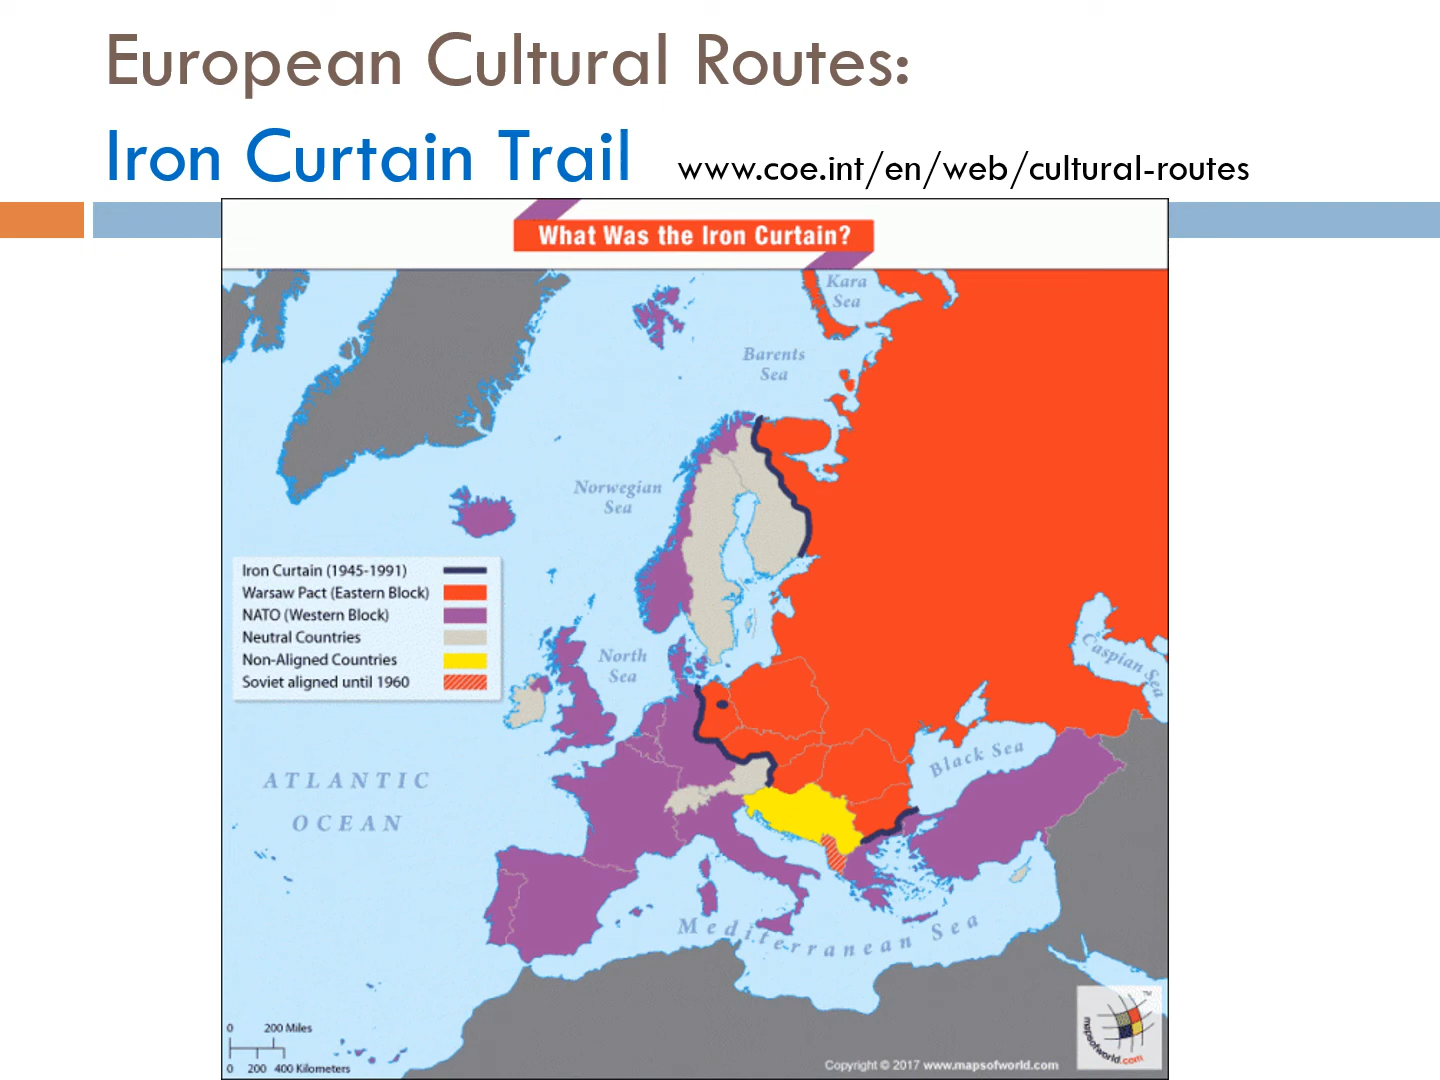 European Cultural Routes:
Iron Curtain Trail www.coe.int/en/web/cultural-routes
What Was the Iron Curtain?
Kara
Sea
Barents
Sea
Norwegian
Sea
Iron Curtain (1945-1991)
Warsaw Pact (Eastern Block)
NATO (Western Block)
Neutral Countries
Non-Aligned Countries
Soviet aligned until 1960
North
Sea
Caspian Sea
Black Sea
ATLANTIC
OCEAN
Mediterranean Sea
0 200 Miles
0 200 400 Kilometers
Copyright © 2017 www.mapsofworld.com
TM
mapsofworld.com